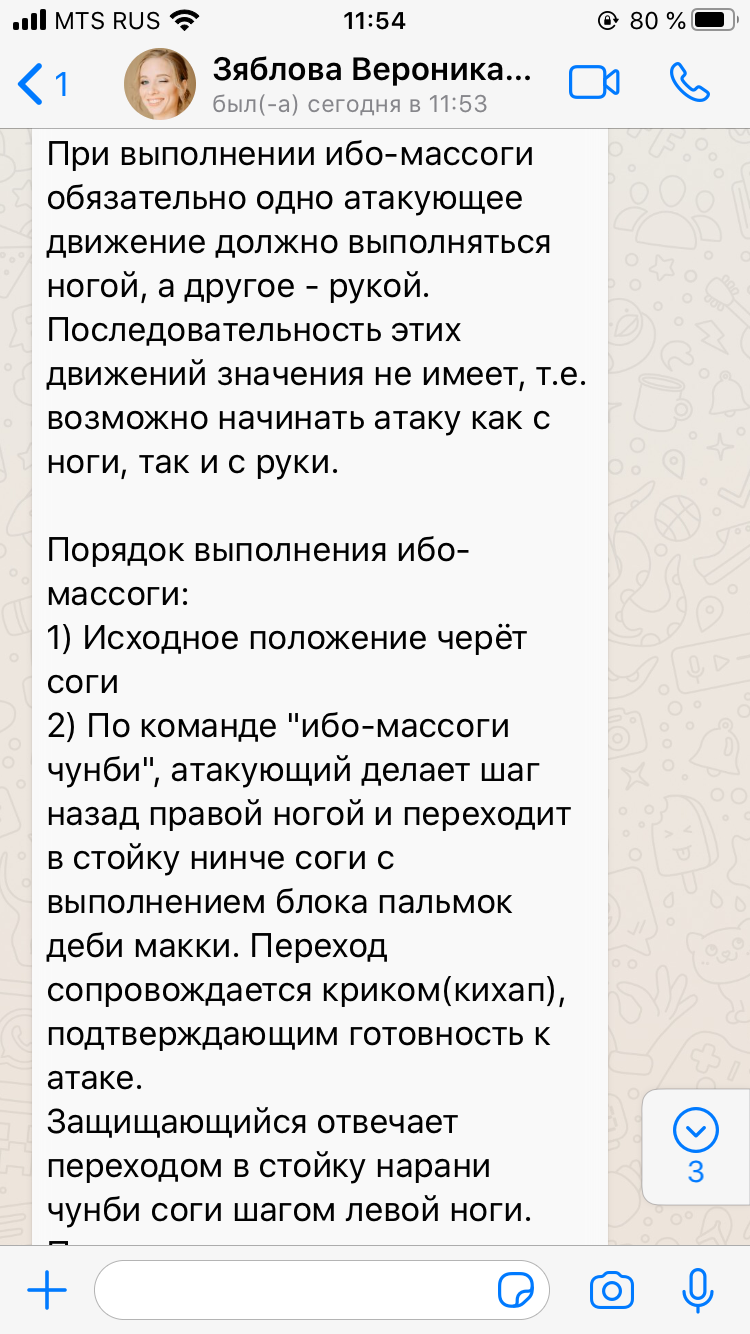 MTS RUS 11:54 80 %
1 Зяблова Вероника...
был(-а) сегодня в 11:53
При выполнении ибо-массоги
обязательно одно атакующее
движение должно выполняться
ногой, а другое - рукой.
Последовательность этих
движений значения не имеет, т.е.
возможно начинать атаку как с
ноги, так и с руки.
Порядок выполнения ибо-
массоги:
1) Исходное положение черёт
соги
2) По команде "ибо-массоги
чунби", атакующий делает шаг
назад правой ногой и переходит
в стойку нинче соги с
выполнением блока пальмок
деби макки. Переход
сопровождается криком(кихап),
подтверждающим готовность к
атаке.
Защищающийся отвечает
переходом в стойку нарани
чунби соги шагом левой ноги.
3